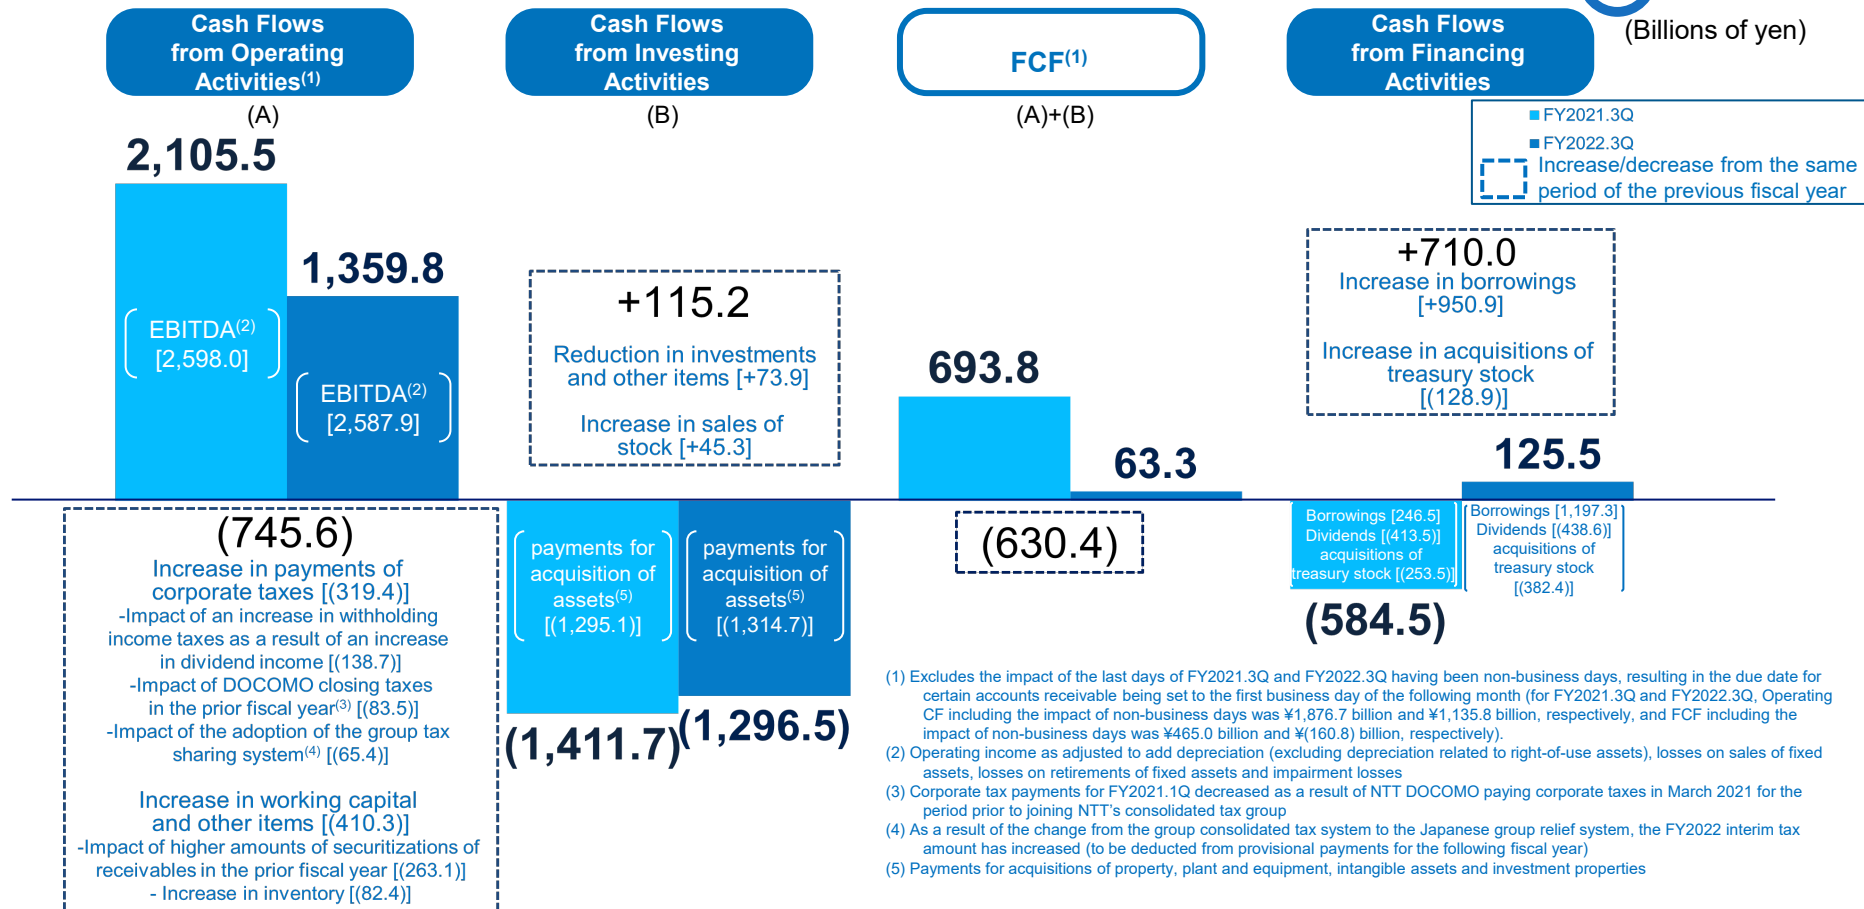 Cash Flows
from Operating
Activities(1)
(A)
Cash Flows
from Investing
Activities
(B)
FCF(1)
(A)+(B)
Cash Flows
from Financing
Activities
(Billions of yen)
FY2021.3Q
FY2022.3Q
Increase/decrease from the same
period of the previous fiscal year
2,105.5
EBITDA(2)
[2,598.0]
1,359.8
EBITDA(2)
[2,587.9]
(745.6)
Increase in payments of
corporate taxes [(319.4)]
-Impact of an increase in withholding
income taxes as a result of an increase
in dividend income [(138.7)]
-Impact of DOCOMO closing taxes
in the prior fiscal year(3) [(83.5)]
-Impact of the adoption of the group tax
sharing system(4) [(65.4)]
Increase in working capital
and other items [(410.3)]
-Impact of higher amounts of securitizations of
receivables in the prior fiscal year [(263.1)]
- Increase in inventory [(82.4)]
+115.2
Reduction in investments
and other items [+73.9]
Increase in sales of
stock [+45.3]
payments for
acquisition of
assets(5)
[(1,295.1)]
(1,411.7)
payments for
acquisition of
assets(5)
[(1,314.7)]
(1,296.5)
693.8
63.3
(630.4)
+710.0
Increase in borrowings
[+950.9]
Increase in acquisitions of
treasury stock
[(128.9)]
125.5
Borrowings [246.5]
Dividends [(413.5)]
acquisitions of
treasury stock [(253.5)]
(584.5)
Borrowings [1,197.3]
Dividends [(438.6)]
acquisitions of
treasury stock
[(382.4)]
(1) Excludes the impact of the last days of FY2021.3Q and FY2022.3Q having been non-business days, resulting in the due date for
certain accounts receivable being set to the first business day of the following month (for FY2021.3Q and FY2022.3Q, Operating
CF including the impact of non-business days was ¥1,876.7 billion and ¥1,135.8 billion, respectively, and FCF including the
impact of non-business days was ¥465.0 billion and ¥(160.8) billion, respectively).
(2) Operating income as adjusted to add depreciation (excluding depreciation related to right-of-use assets), losses on sales of fixed
assets, losses on retirements of fixed assets and impairment losses
(3) Corporate tax payments for FY2021.1Q decreased as a result of NTT DOCOMO paying corporate taxes in March 2021 for the
period prior to joining NTT's consolidated tax group
(4) As a result of the change from the group consolidated tax system to the Japanese group relief system, the FY2022 interim tax
amount has increased (to be deducted from provisional payments for the following fiscal year)
(5) Payments for acquisitions of property, plant and equipment, intangible assets and investment properties